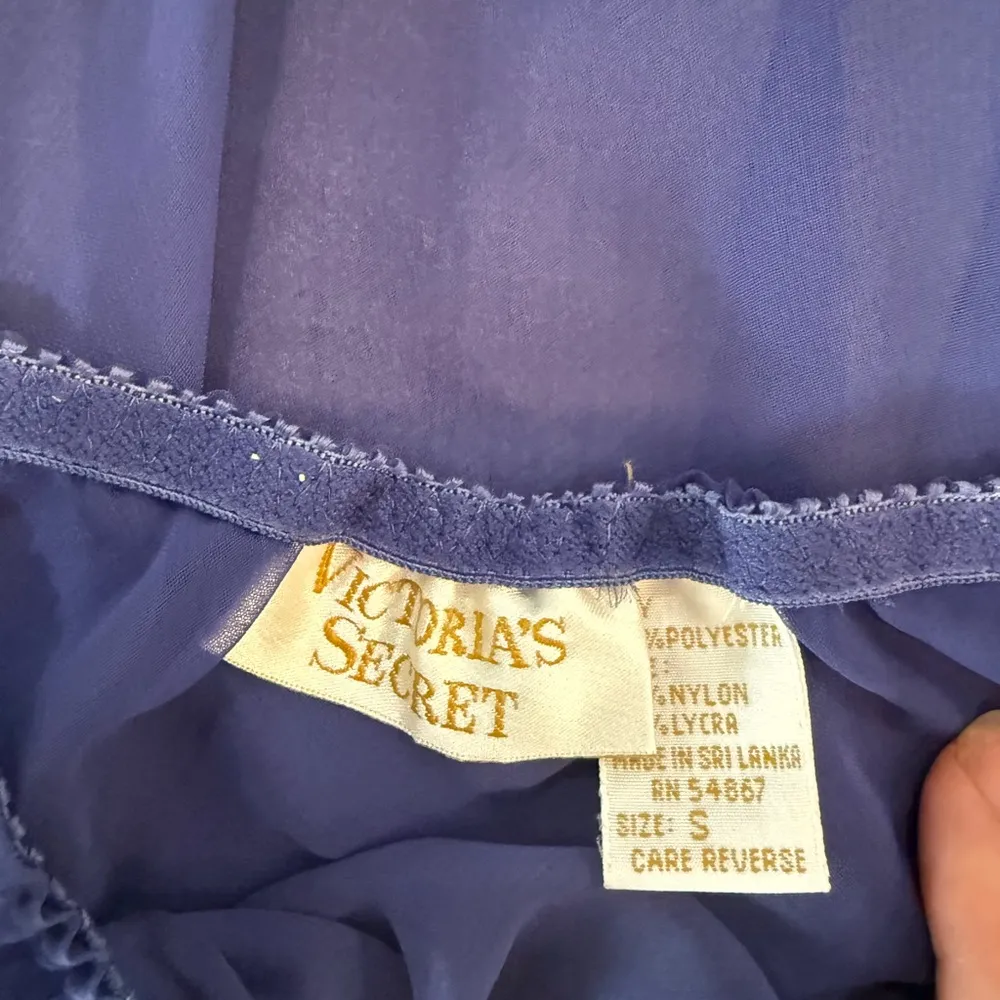 VICTORIA'S
SECRET
Y
%POLYESTER
E:
%NYLON
%LYCRA
MADE IN SRI LANKA
RN 54867
SIZE: S
CARE REVERSE